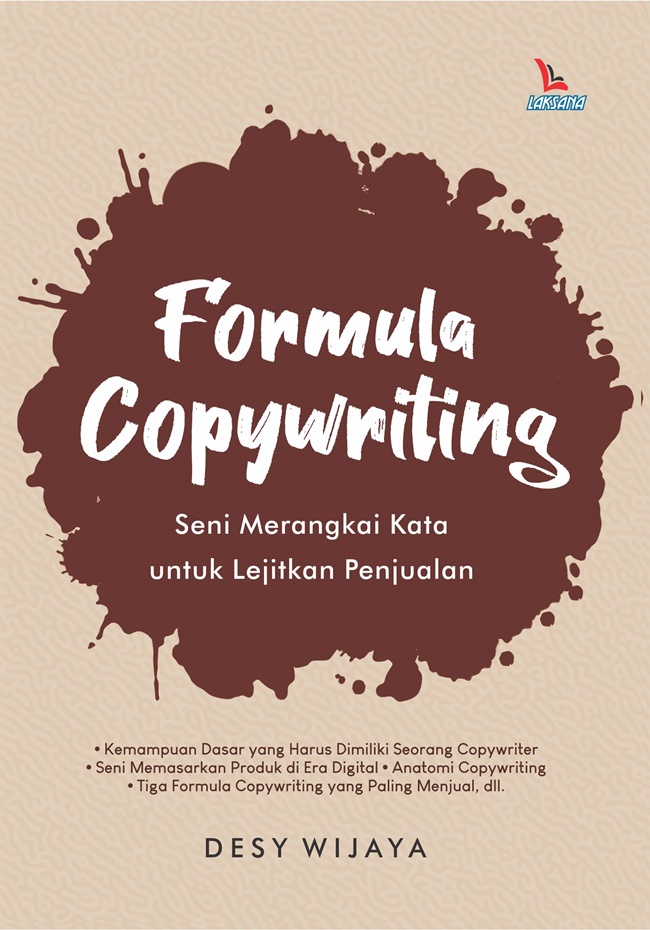 LAKSANA
Formula
Copywriting
Seni Merangkai Kata
untuk Lejitkan Penjualan
• Kemampuan Dasar yang Harus Dimiliki Seorang Copywriter
• Seni Memasarkan Produk di Era Digital • Anatomi Copywriting
• Tiga Formula Copywriting yang Paling Menjual, dll.
DESY WIJAYA